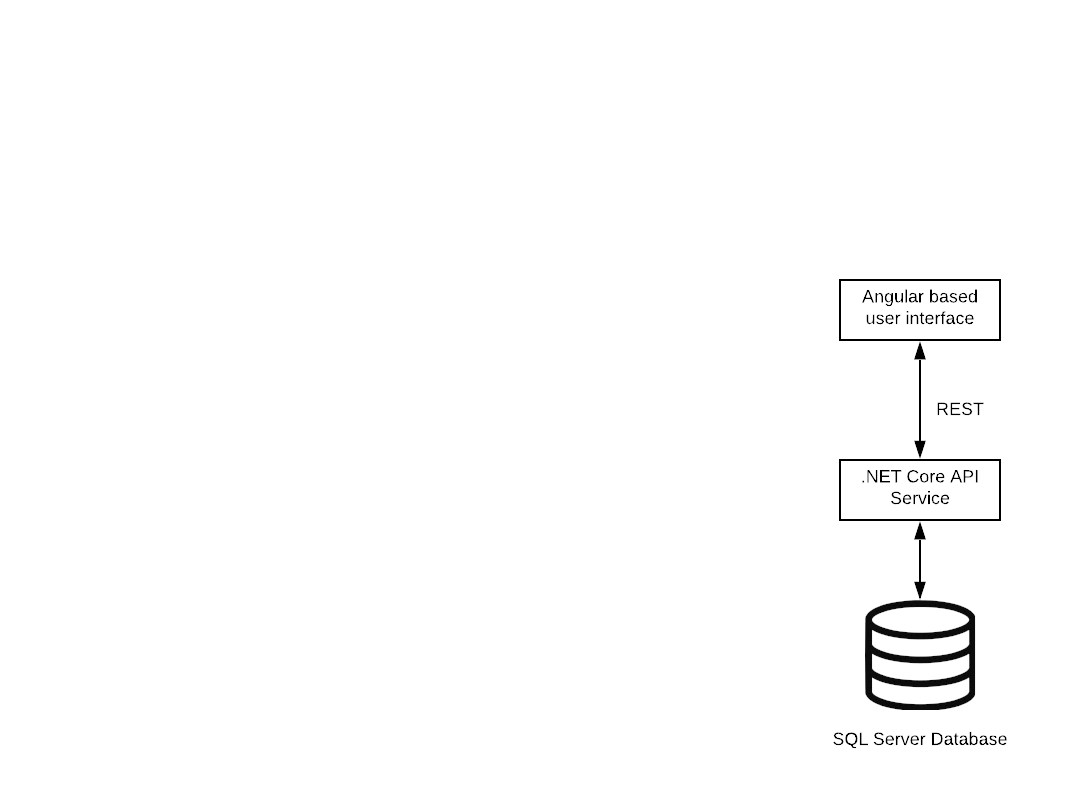 Angular based
user interface
REST
.NET Core API
Service
SQL Server Database